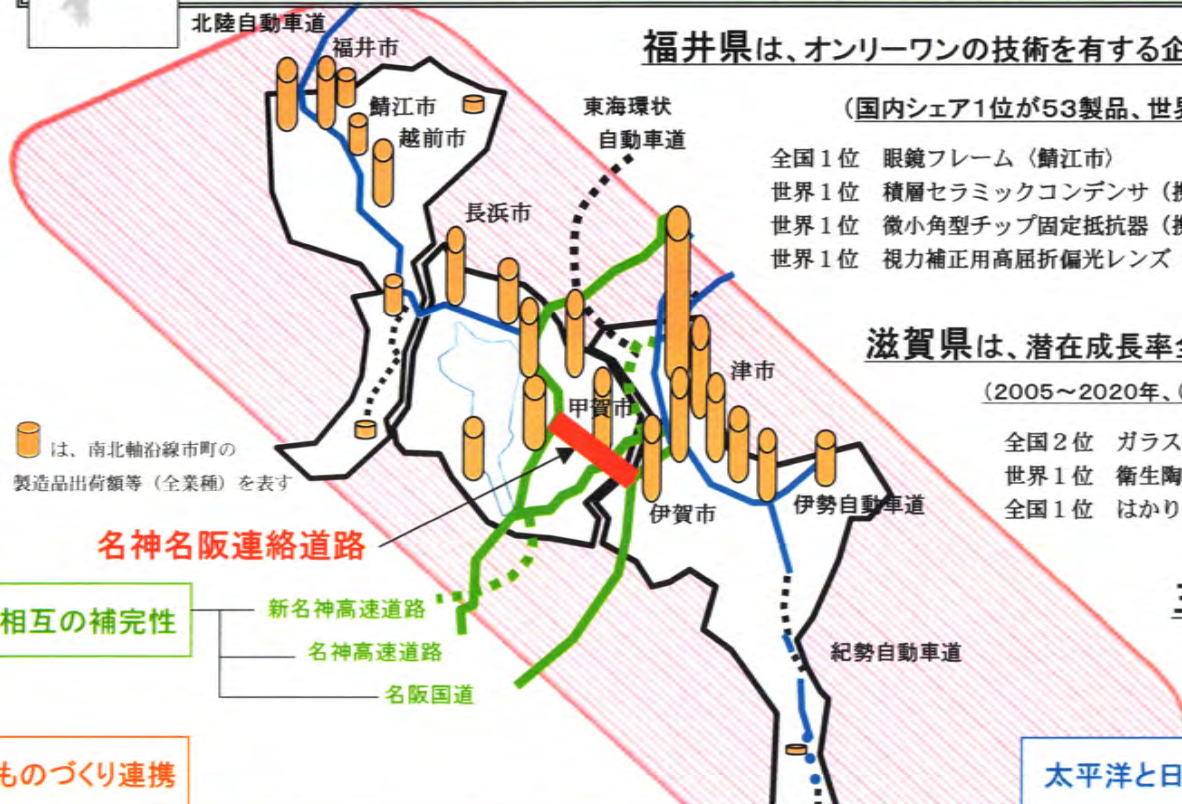 北陸自動車道
福井市
鯖江市
越前市
長浜市
東海環状
自動車道
福井県は、オンリーワンの技術を有する企
（国内シェア1位が53製品、世界
全国1位 眼鏡フレーム〈鯖江市〉
世界1位 積層セラミックコンデンサ（携
世界1位 微小角型チップ固定抵抗器（携
世界1位 視力補正用高屈折偏光レンズ
滋賀県は、潜在成長率全
（2005～2020年、
全国2位 ガラス
世界1位 衛生陶
全国1位 はかり
津市
甲賀市
伊賀市
伊勢自動車道
紀勢自動車道
は、南北軸沿線市町の
製造品出荷額等（全業種）を表す
名神名阪連絡道路
相互の補完性
新名神高速道路
名神高速道路
名阪国道
ものづくり連携
太平洋と日